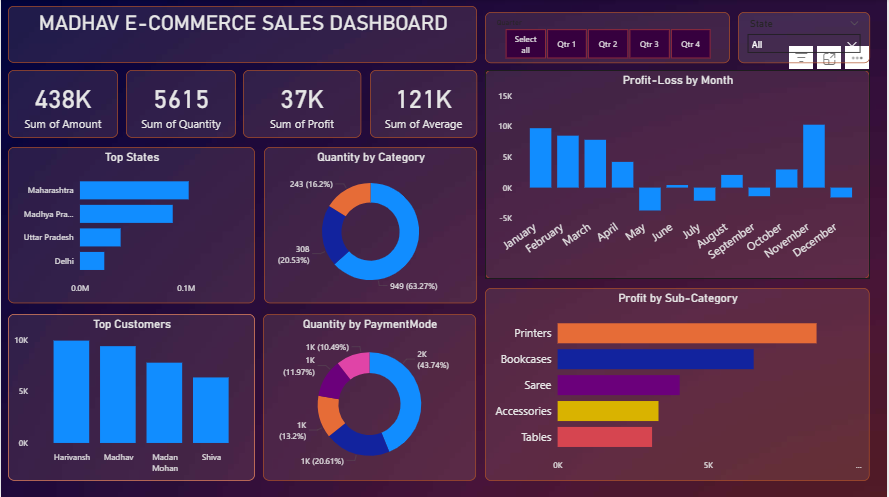 MADHAV E-COMMERCE SALES DASHBOARD
Select all
Qtr 1
Qtr 2
Qtr 3
Qtr 4
State
All
438K
Sum of Amount
5615
Sum of Quantity
37K
Sum of Profit
121K
Sum of Average
Top States
Maharashtra
Madhya Pra...
Uttar Pradesh
Delhi
0.0M
0.1M
Quantity by Category
243 (16.2%)
308
(20.53%)
949 (63.27%)
Profit-Loss by Month
15K
10K
5K
0K
-5K
January
February
March
April
May
June
July
August
September
October
November
December
Top Customers
10K
5K
0K
Harivansh
Madhav
Madan
Mohan
Shiva
Quantity by PaymentMode
1K (10.49%)
1K
(11.97%)
1K
(13.2%)
1K (20.61%)
2K
(43.74%)
Profit by Sub-Category
Printers
Bookcases
Saree
Accessories
Tables
0K
5K
...